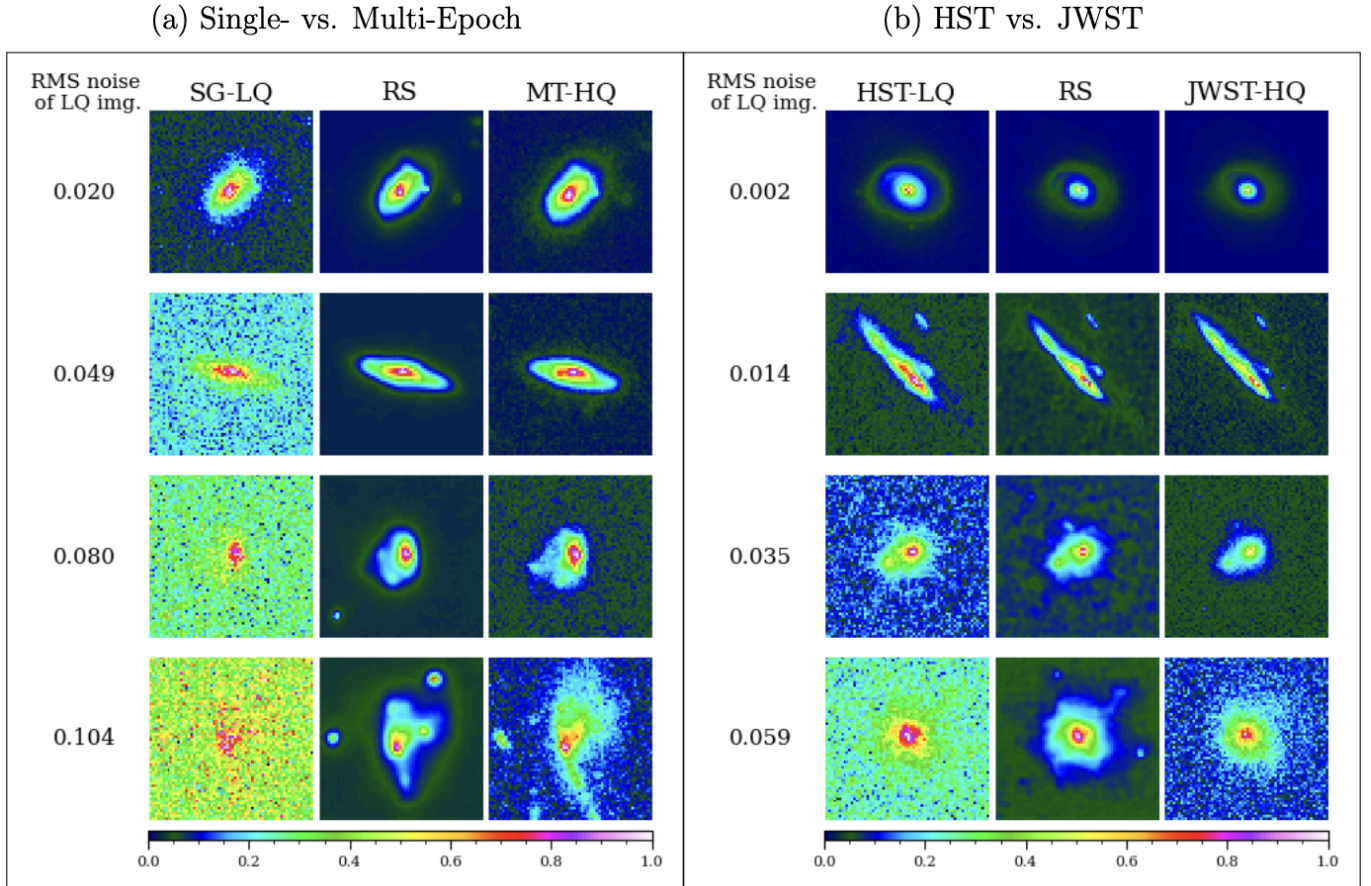 (a) Single- vs. Multi-Epoch
(b) HST vs. JWST
RMS noise
of LQ img.
SG-LQ
RS
MT-HQ
0.020
0.049
0.080
0.104
0.0
0.2
0.4
0.6
0.8
1.0
RMS noise
of LQ img.
HST-LQ
RS
JWST-HQ
0.002
0.014
0.035
0.059
0.0
0.2
0.4
0.6
0.8
1.0